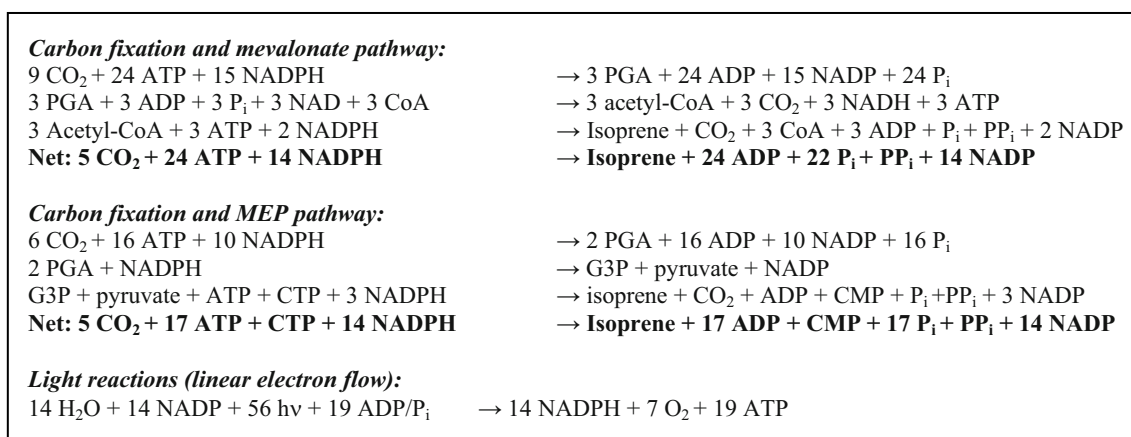 Carbon fixation and mevalonate pathway:
9 CO₂ + 24 ATP + 15 NADPH → 3 PGA + 24 ADP + 15 NADP + 24 Pᵢ
3 PGA + 3 ADP + 3 Pᵢ + 3 NAD + 3 CoA → 3 acetyl-CoA + 3 CO₂ + 3 NADH + 3 ATP
3 Acetyl-CoA + 3 ATP + 2 NADPH → Isoprene + CO₂ + 3 CoA + 3 ADP + Pᵢ + PPᵢ + 2 NADP
Net: 5 CO₂ + 24 ATP + 14 NADPH → Isoprene + 24 ADP + 22 Pᵢ + PPᵢ + 14 NADP
Carbon fixation and MEP pathway:
6 CO₂ + 16 ATP + 10 NADPH → 2 PGA + 16 ADP + 10 NADP + 16 Pᵢ
2 PGA + NADPH → G3P + pyruvate + NADP
G3P + pyruvate + ATP + CTP + 3 NADPH → isoprene + CO₂ + ADP + CMP + Pᵢ +PPᵢ + 3 NADP
Net: 5 CO₂ + 17 ATP + CTP + 14 NADPH → Isoprene + 17 ADP + CMP + 17 Pᵢ + PPᵢ + 14 NADP
Light reactions (linear electron flow):
14 H₂O + 14 NADP + 56 hν + 19 ADP/Pᵢ → 14 NADPH + 7 O₂ + 19 ATP